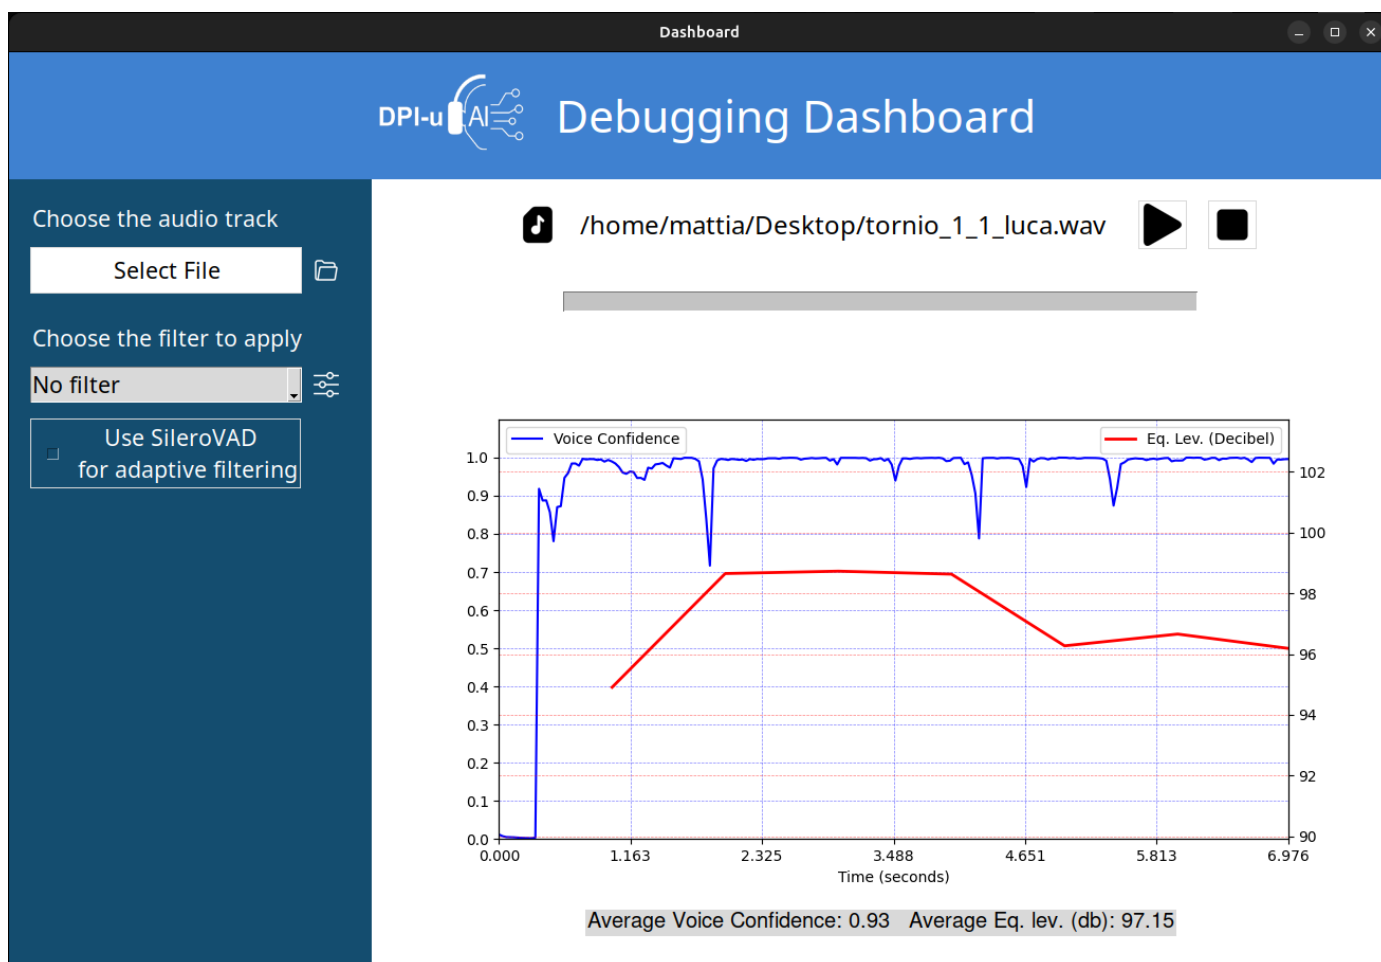 Dashboard
DPI-u AI
Debugging Dashboard
Choose the audio track
Select File
Choose the filter to apply
No filter
Use SileroVAD
for adaptive filtering
/home/mattia/Desktop/tornio_1_1_luca.wav
Voice Confidence
Eq. Lev. (Decibel)
1.0
0.9
0.8
0.7
0.6
0.5
0.4
0.3
0.2
0.1
0.0
102
100
98
96
94
92
90
0.000 1.163 2.325 3.488 4.651 5.813 6.976
Time (seconds)
Average Voice Confidence: 0.93 Average Eq. lev. (db): 97.15